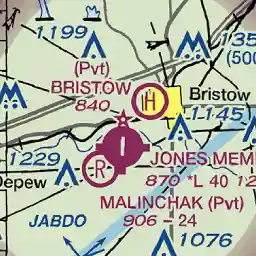 1199
(Pvt)
BRISTOW
840
H
Bristow
1145
1229
JONES MEM
R
Depew
870 *L 40 12
MALINCHAK (Pvt)
906 – 24
JABDO
1076